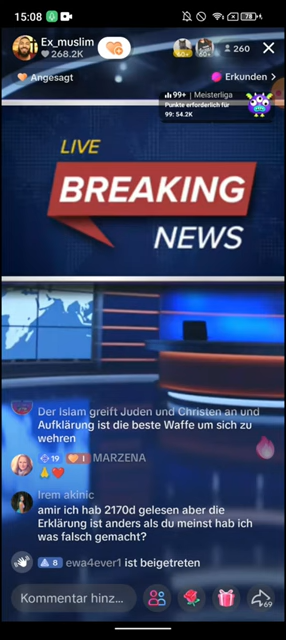 15:08
78
Ex_muslim
268.2K
60+
60+
260
Angesagt
Erkunden >
99+ | Meisterliga
Punkte erforderlich für
99: 54.2K
LIVE
BREAKING
NEWS
Der Islam greift Juden und Christen an und
Aufklärung ist die beste Waffe um sich zu
wehren
19 I MARZENA
🙏❤️
Irem akinic
amir ich hab 2170d gelesen aber die
Erklärung ist anders als du meinst hab ich
was falsch gemacht?
8 ewa4ever1 ist beigetreten
Kommentar hinz...
69